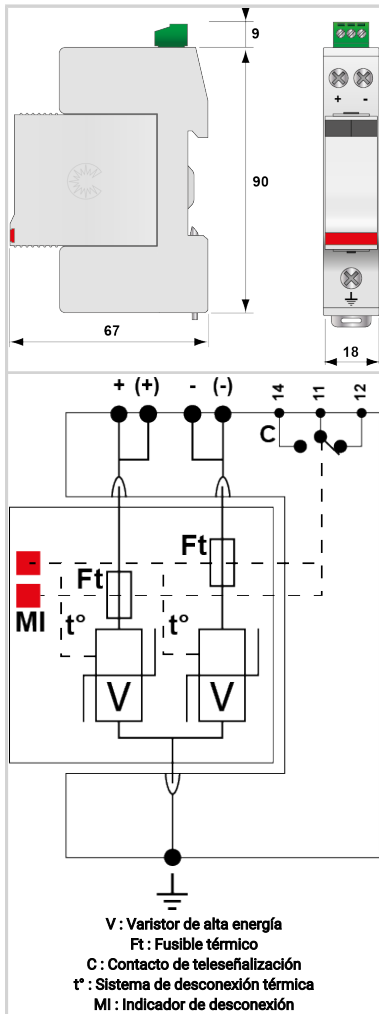 9
90
67
+ -
18
+ (+) - (-) 14 11 12
C
Ft
-
Ft
MI t° t°
V V
V : Varistor de alta energía
Ft : Fusible térmico
C : Contacto de teleseñalización
t° : Sistema de desconexión térmica
MI : Indicador de desconexión